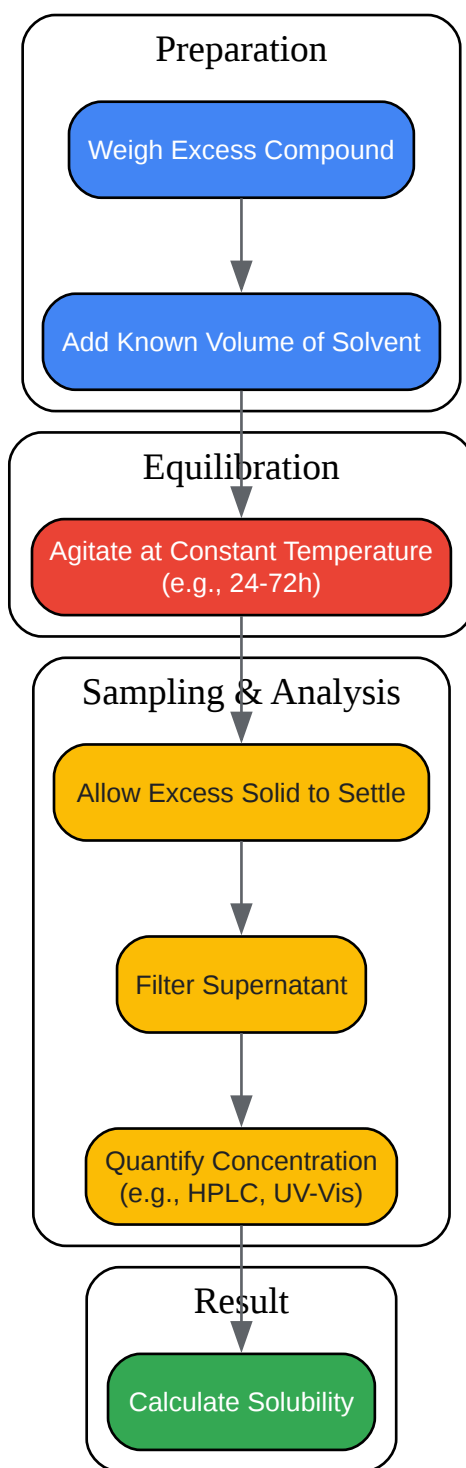 Preparation
Weigh Excess Compound
Add Known Volume of Solvent
Equilibration
Agitate at Constant Temperature
(e.g., 24-72h)
Sampling & Analysis
Allow Excess Solid to Settle
Filter Supernatant
Quantify Concentration
(e.g., HPLC, UV-Vis)
Result
Calculate Solubility